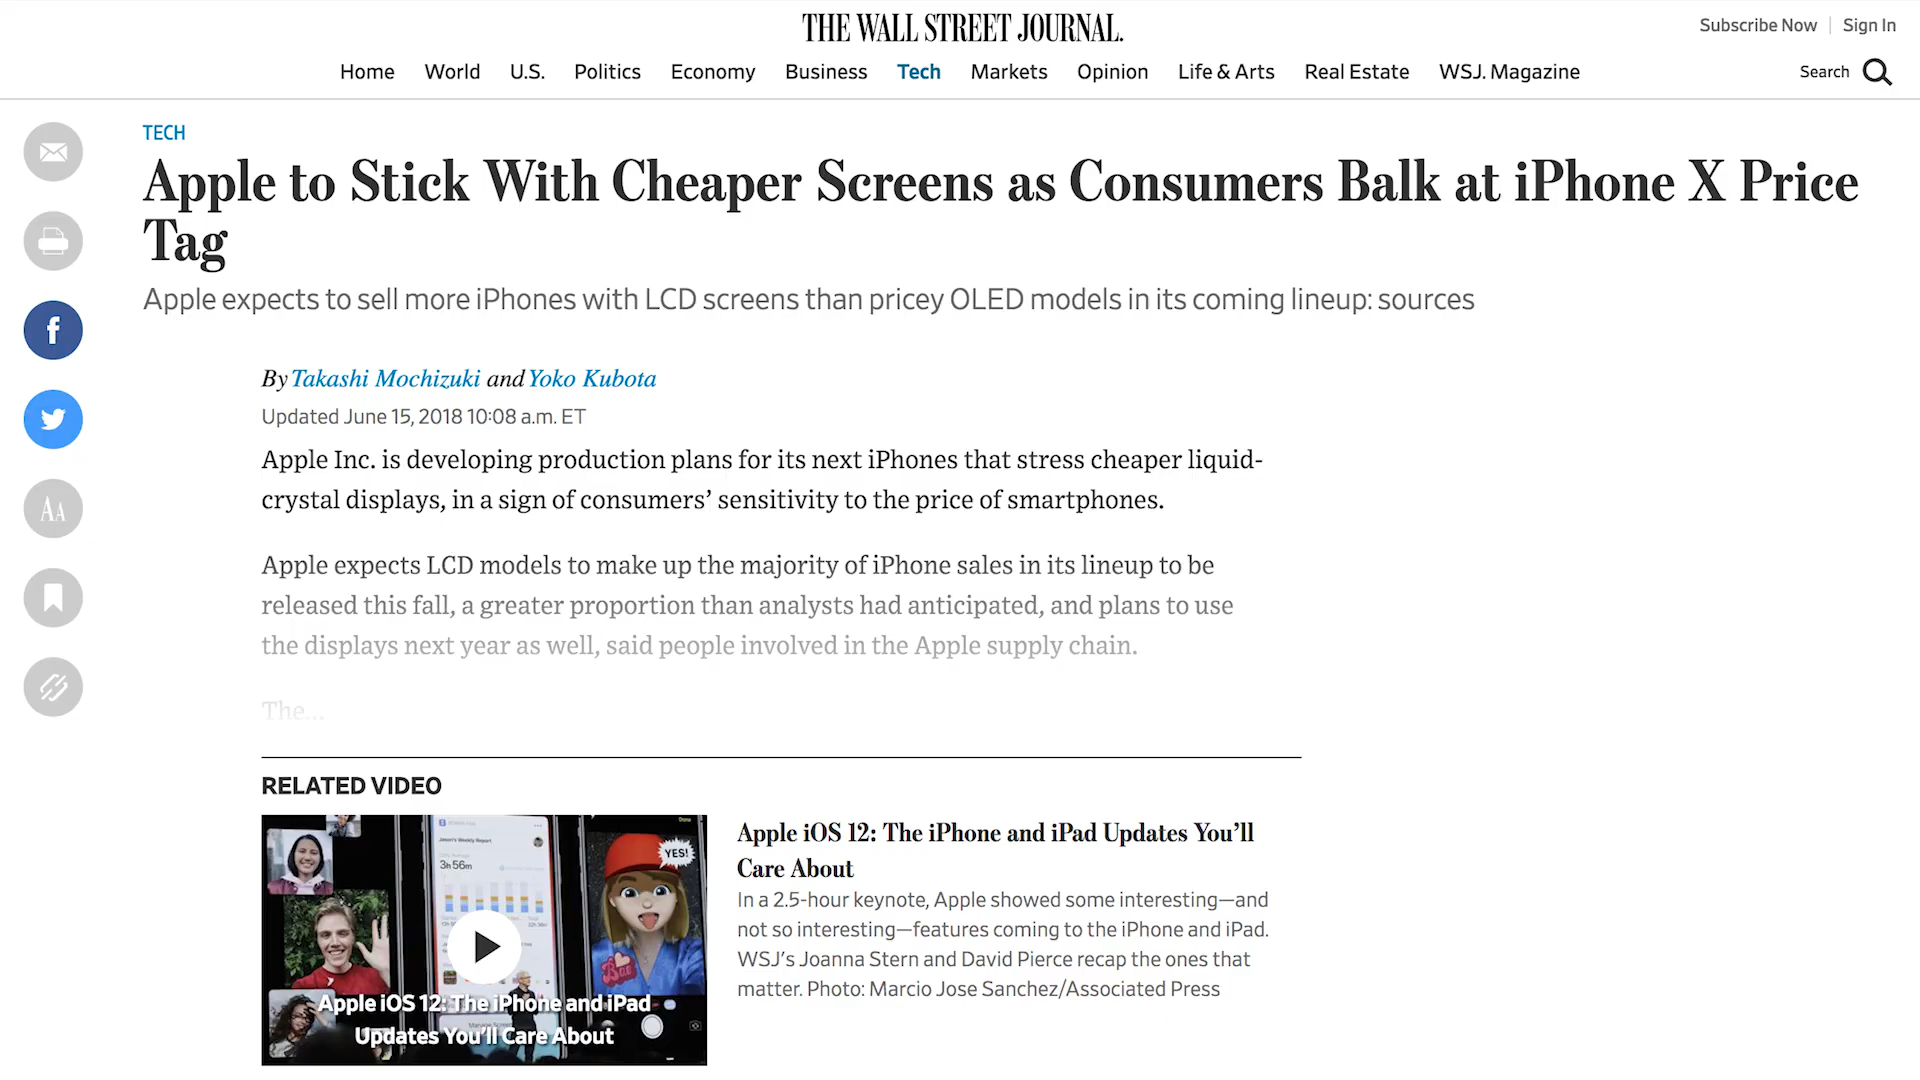 THE WALL STREET JOURNAL.
Subscribe Now | Sign In
Home World U.S. Politics Economy Business Tech Markets Opinion Life & Arts Real Estate WSJ. Magazine
Search
TECH
Apple to Stick With Cheaper Screens as Consumers Balk at iPhone X Price
Tag
Apple expects to sell more iPhones with LCD screens than pricey OLED models in its coming lineup: sources
By Takashi Mochizuki and Yoko Kubota
Updated June 15, 2018 10:08 a.m. ET
f
AA
Apple Inc. is developing production plans for its next iPhones that stress cheaper liquid-
crystal displays, in a sign of consumers’ sensitivity to the price of smartphones.
Apple expects LCD models to make up the majority of iPhone sales in its lineup to be
released this fall, a greater proportion than analysts had anticipated, and plans to use
the displays next year as well, said people involved in the Apple supply chain.
The...
RELATED VIDEO
Jason's Weekly Report
3h 56m
YES!
Apple iOS 12: The iPhone and iPad
Updates You’ll Care About
Apple iOS 12: The iPhone and iPad Updates You’ll
Care About
In a 2.5-hour keynote, Apple showed some interesting—and
not so interesting—features coming to the iPhone and iPad.
WSJ’s Joanna Stern and David Pierce recap the ones that
matter. Photo: Marcio Jose Sanchez/Associated Press